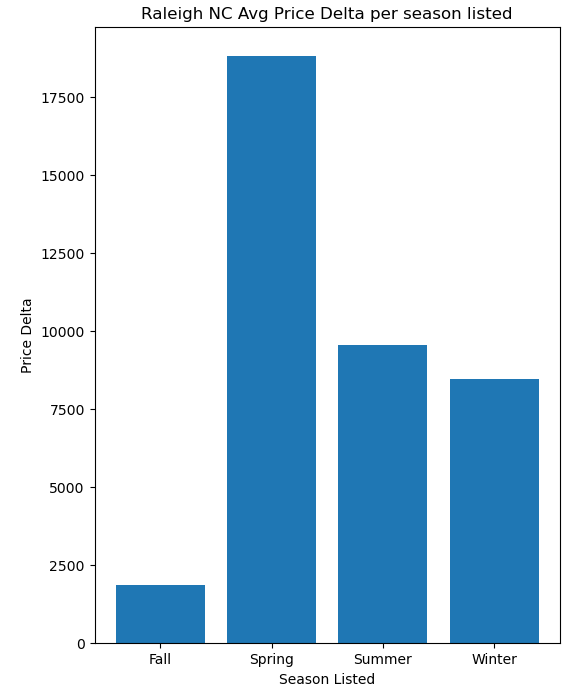 Raleigh NC Avg Price Delta per season listed
17500
15000
12500
10000
7500
5000
2500
0
Price Delta
Fall Spring Summer Winter
Season Listed